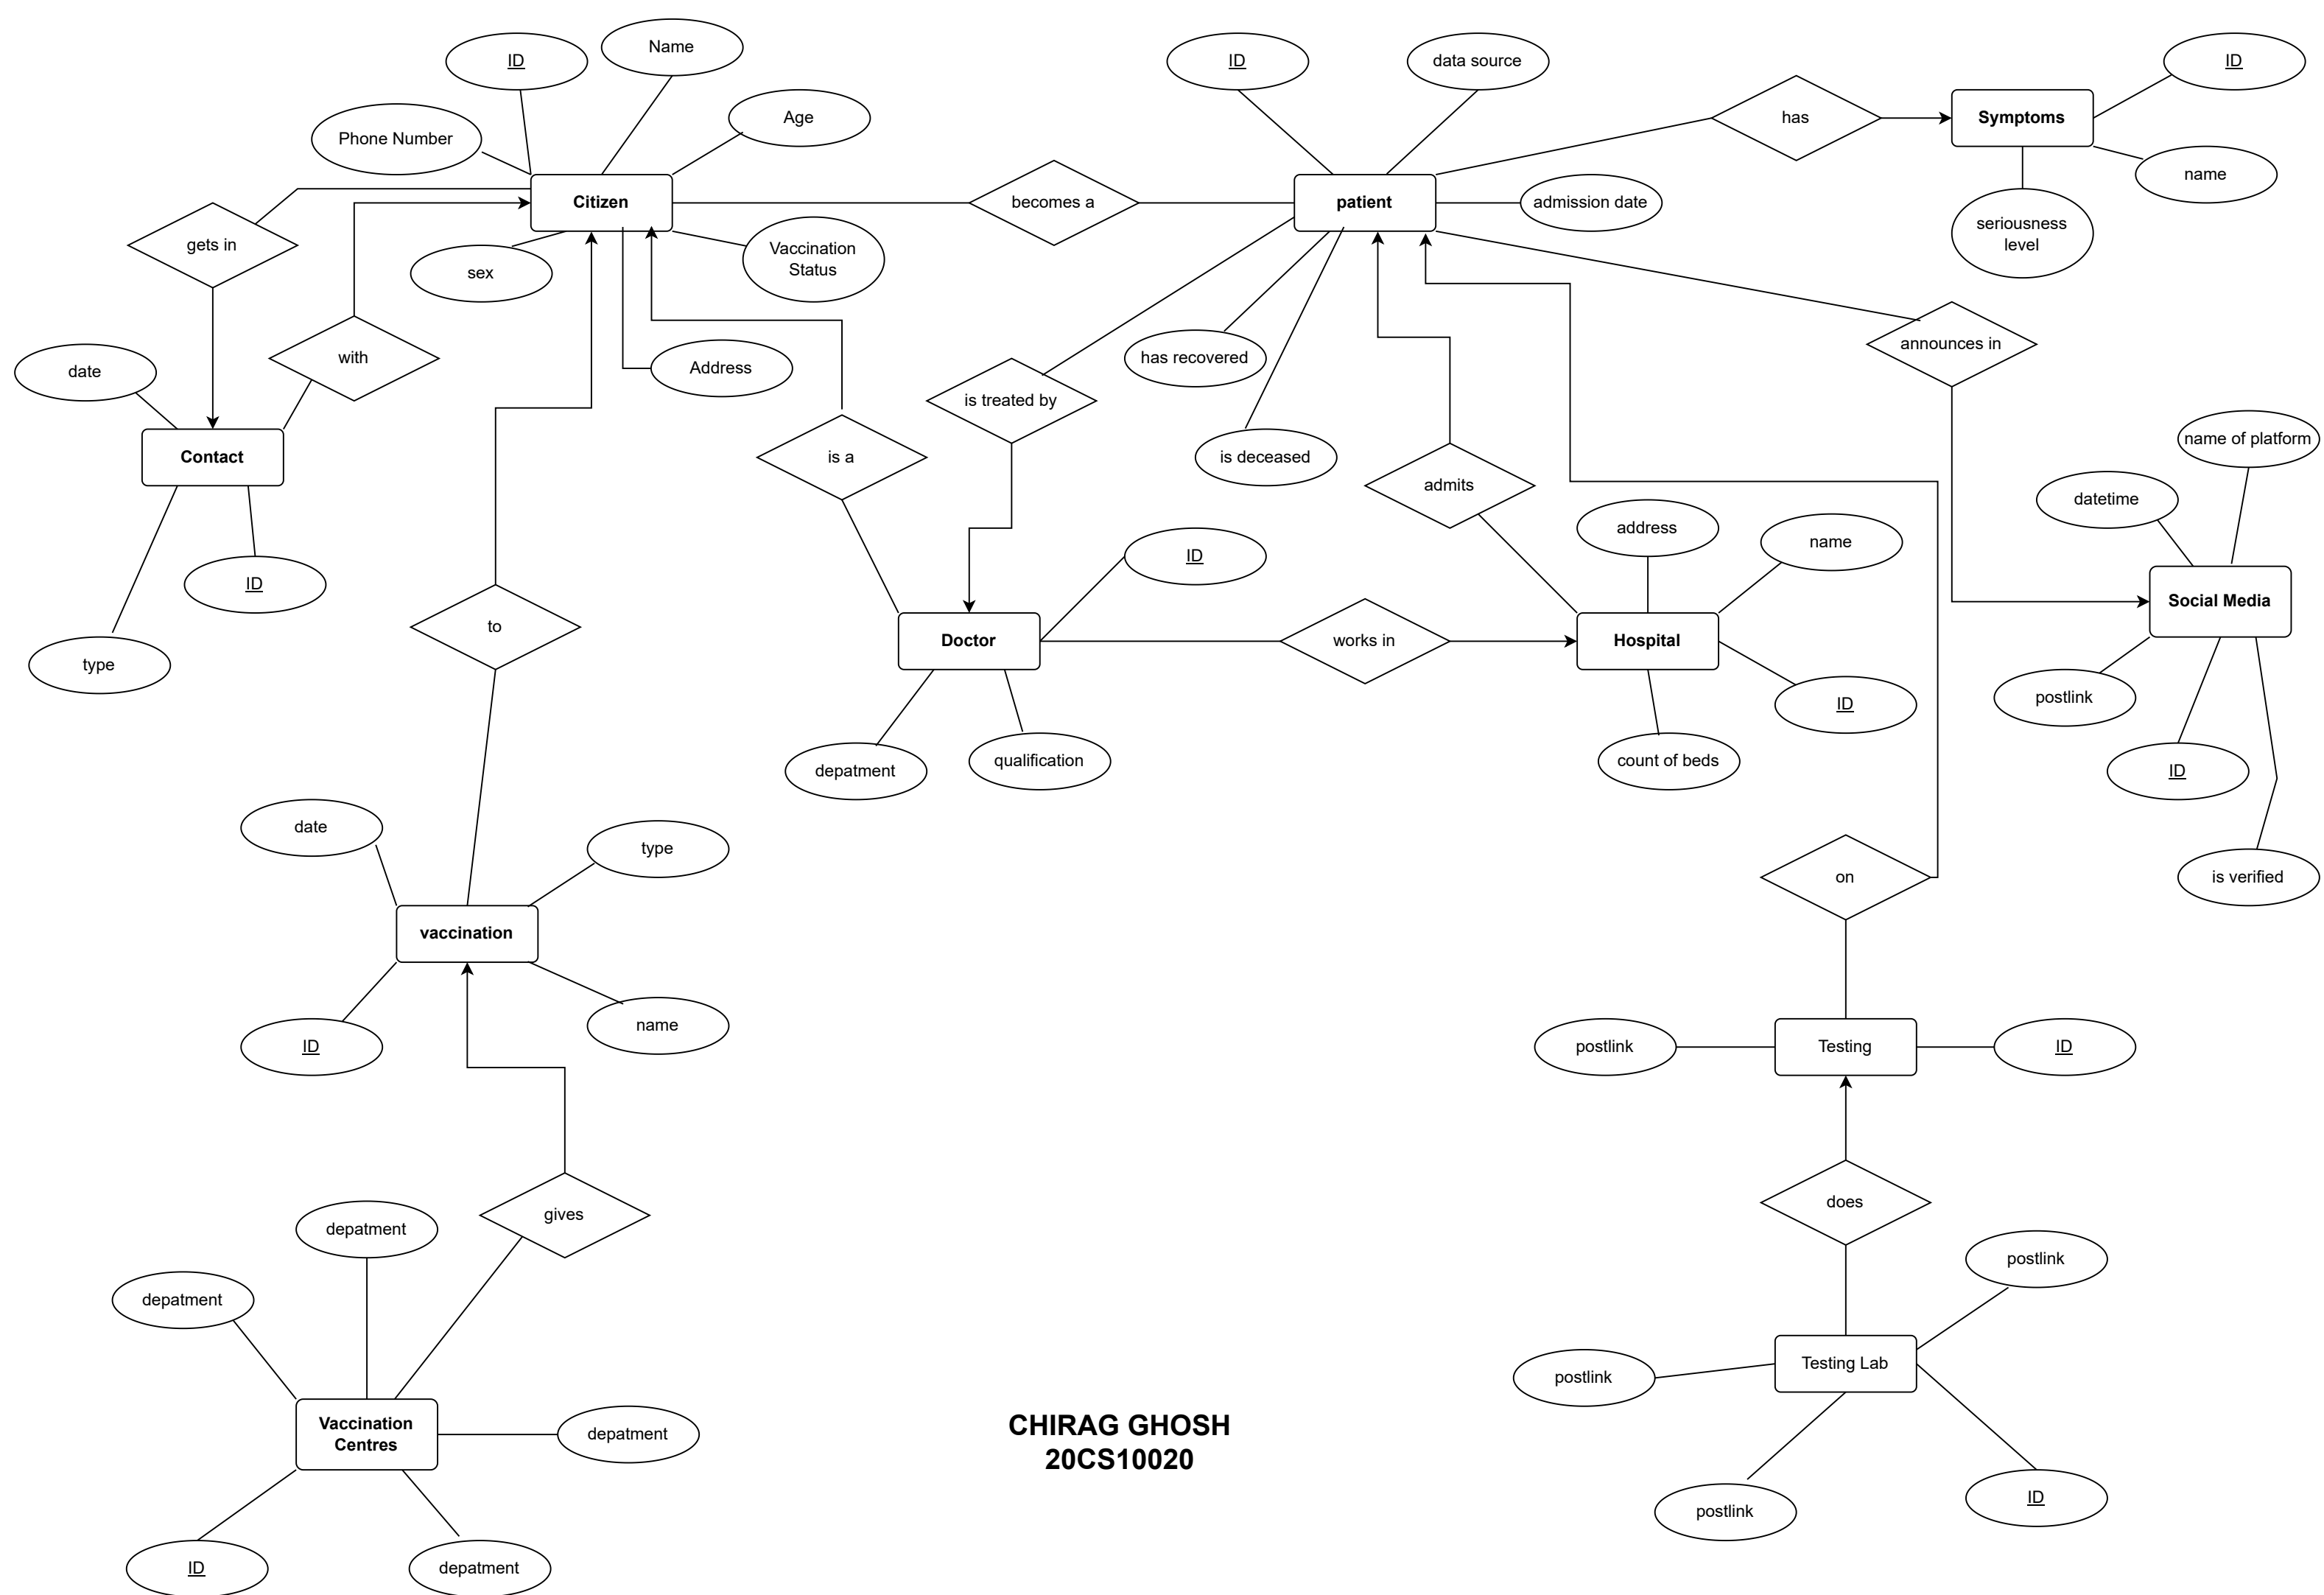 Name
ID
ID
data source
ID
Age
has
Symptoms
Phone Number
name
Citizen
becomes a
patient
admission date
seriousness
level
gets in
Vaccination
Status
sex
announces in
with
has recovered
date
Address
is treated by
name of platform
Contact
is a
is deceased
admits
datetime
address
name
ID
ID
Social Media
to
Doctor
works in
Hospital
type
postlink
ID
depatment
qualification
count of beds
ID
date
type
on
is verified
vaccination
name
ID
postlink
Testing
ID
does
gives
depatment
postlink
depatment
Testing Lab
postlink
Vaccination
Centres
depatment
CHIRAG GHOSH
20CS10020
ID
postlink
ID
depatment